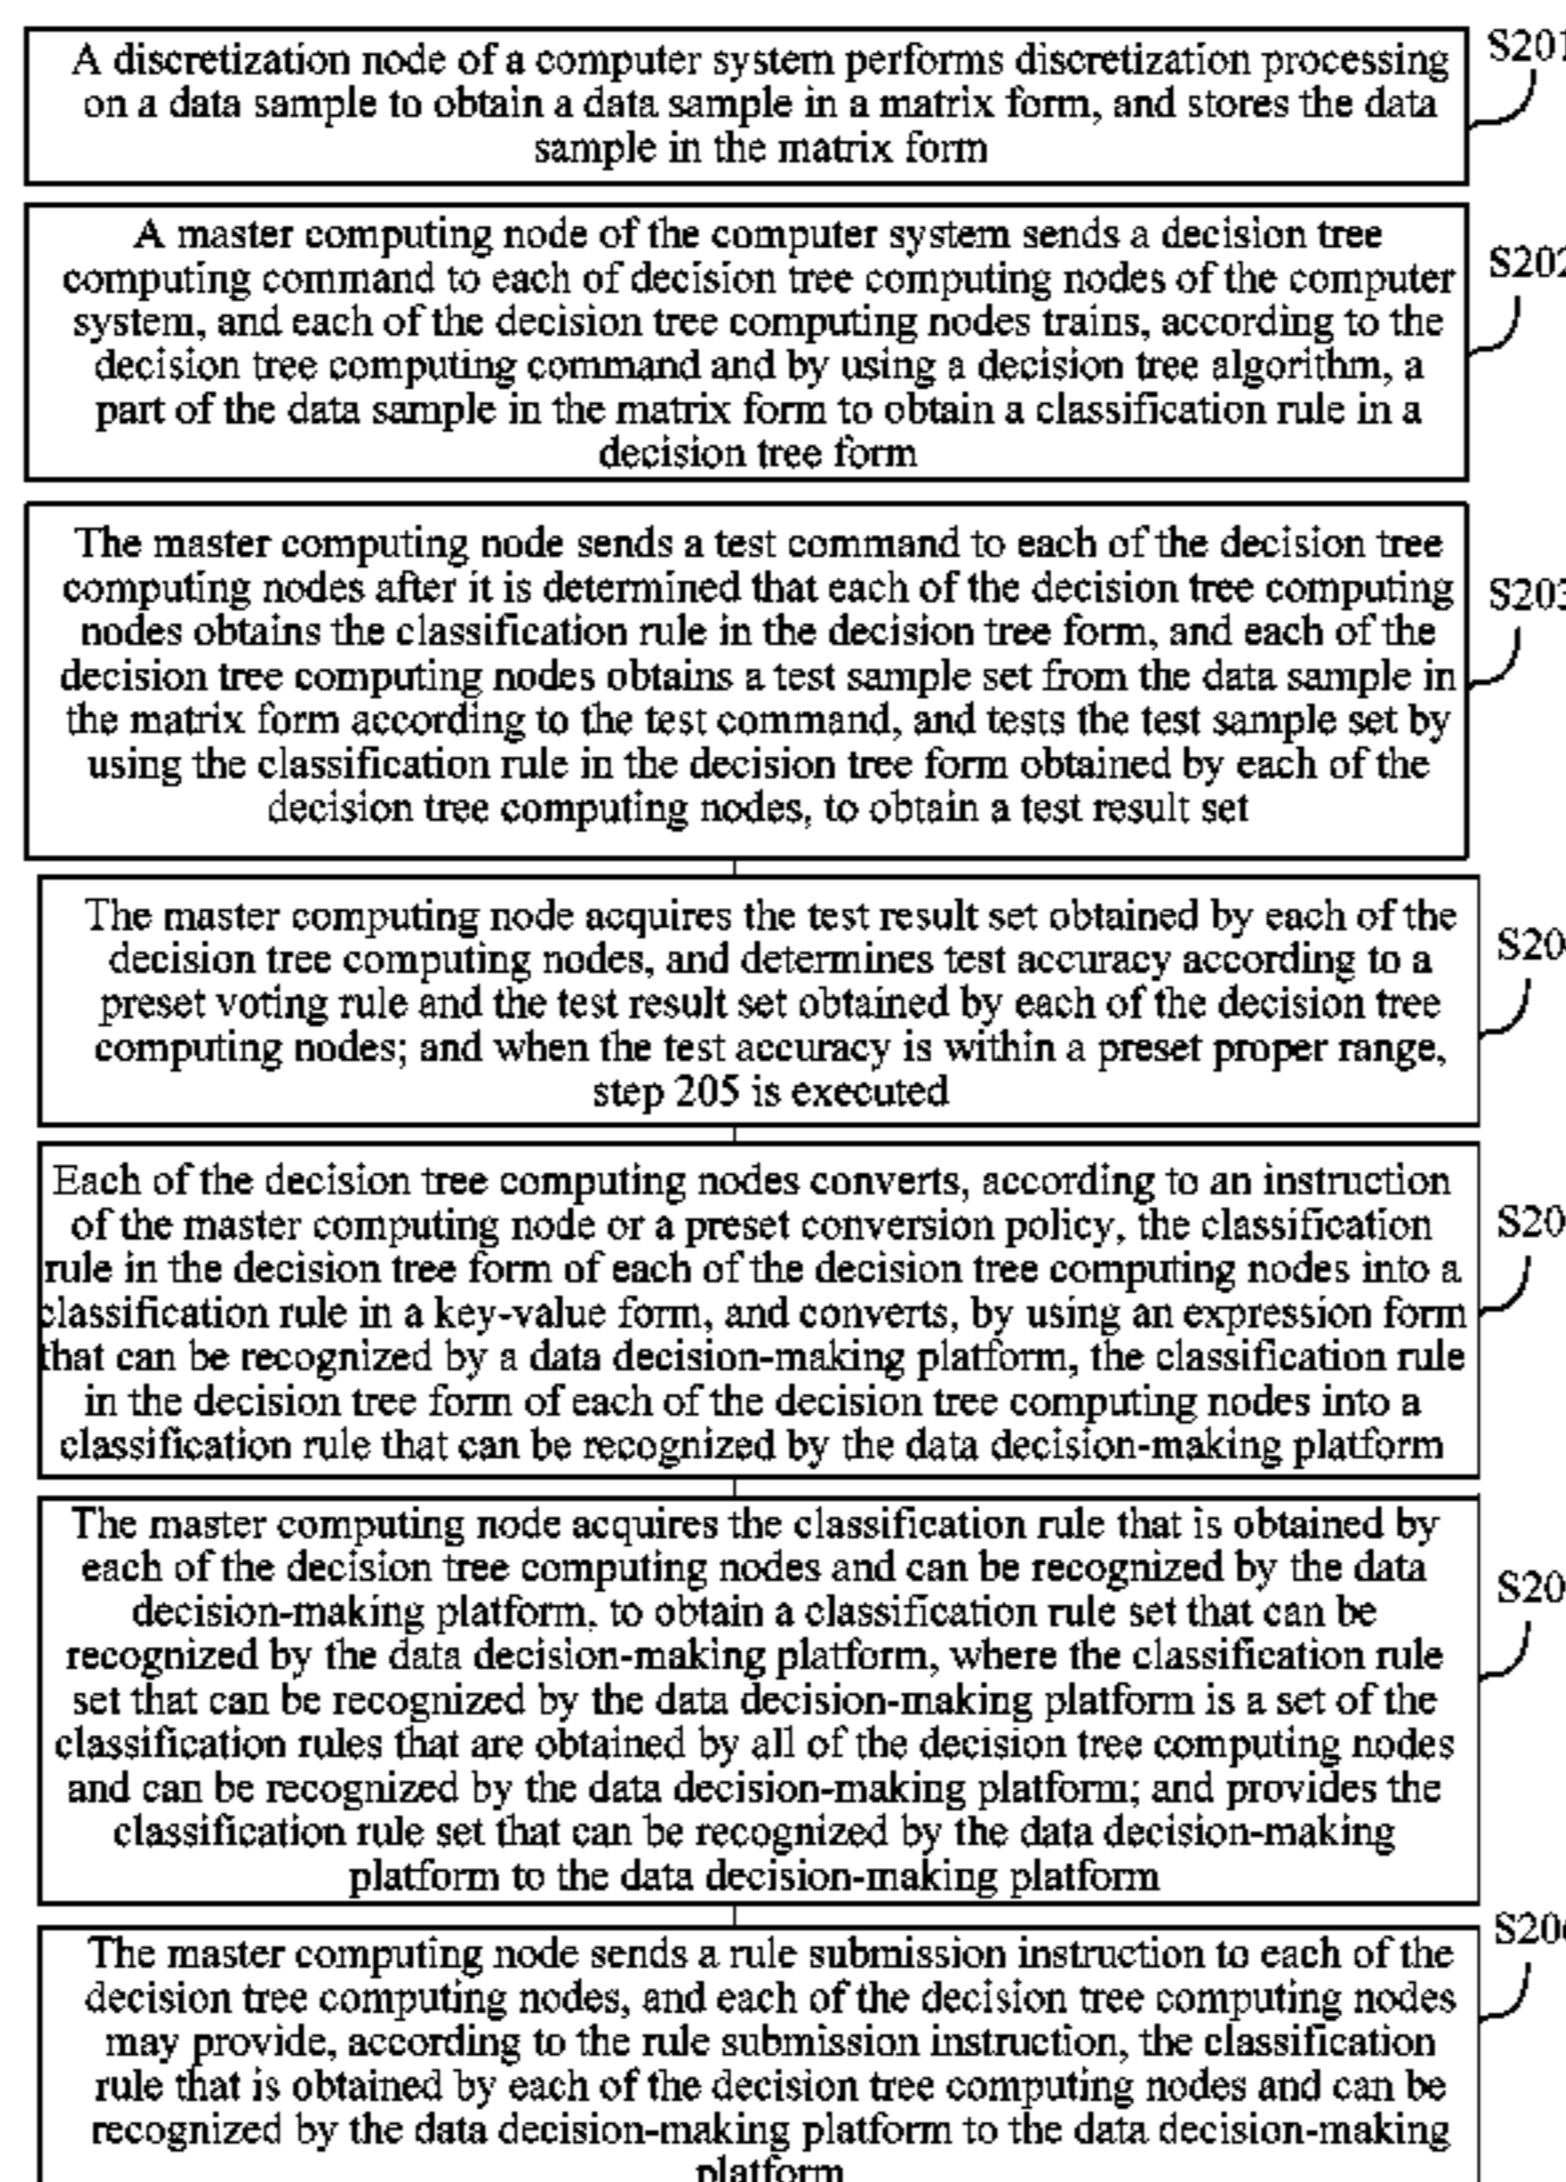 A discretization node of a computer system performs discretization processing
on a data sample to obtain a data sample in a matrix form, and stores the data
sample in the matrix form
S201
A master computing node of the computer system sends a decision tree
computing command to each of decision tree computing nodes of the computer
system, and each of the decision tree computing nodes trains, according to the
decision tree computing command and by using a decision tree algorithm, a
part of the data sample in the matrix form to obtain a classification rule in a
decision tree form
S202
The master computing node sends a test command to each of the decision tree
computing nodes after it is determined that each of the decision tree computing
nodes obtains the classification rule in the decision tree form, and each of the
decision tree computing nodes obtains a test sample set from the data sample in
the matrix form according to the test command, and tests the test sample set by
using the classification rule in the decision tree form obtained by each of the
decision tree computing nodes, to obtain a test result set
S203
The master computing node acquires the test result set obtained by each of the
decision tree computing nodes, and determines test accuracy according to a
preset voting rule and the test result set obtained by each of the decision tree
computing nodes; and when the test accuracy is within a preset proper range,
step 205 is executed
S20
Each of the decision tree computing nodes converts, according to an instruction
of the master computing node or a preset conversion policy, the classification
rule in the decision tree form of each of the decision tree computing nodes into a
classification rule in a key-value form, and converts, by using an expression form
that can be recognized by a data decision-making platform, the classification rule
in the decision tree form of each of the decision tree computing nodes into a
classification rule that can be recognized by the data decision-making platform
S20
The master computing node acquires the classification rule that is obtained by
each of the decision tree computing nodes and can be recognized by the data
decision-making platform, to obtain a classification rule set that can be
recognized by the data decision-making platform, where the classification rule
set that can be recognized by the data decision-making platform is a set of the
classification rules that are obtained by all of the decision tree computing nodes
and can be recognized by the data decision-making platform; and provides the
classification rule set that can be recognized by the data decision-making
platform to the data decision-making platform
S20
The master computing node sends a rule submission instruction to each of the
decision tree computing nodes, and each of the decision tree computing nodes
may provide, according to the rule submission instruction, the classification
rule that is obtained by each of the decision tree computing nodes and can be
recognized by the data decision-making platform to the data decision-making
platform
S206